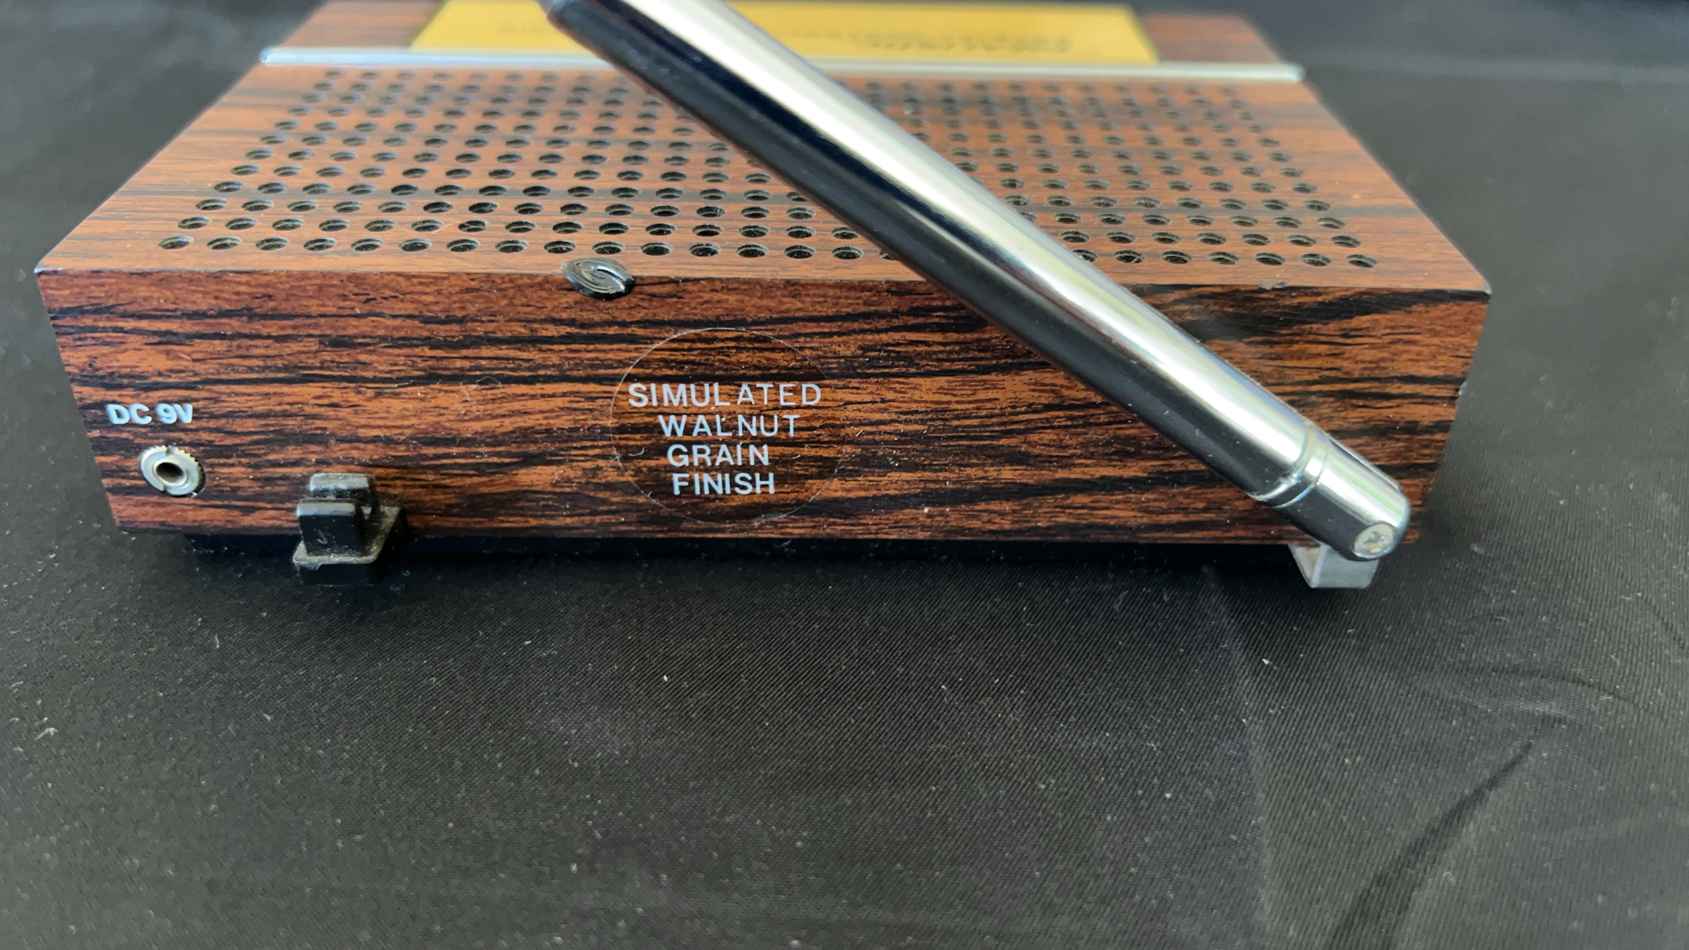 DC 9V
SIMULATED
WALNUT
GRAIN
FINISH